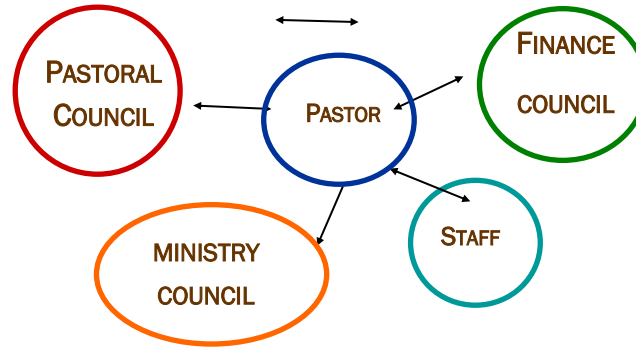 PASTORAL
COUNCIL
PASTOR
FINANCE
COUNCIL
STAFF
MINISTRY
COUNCIL